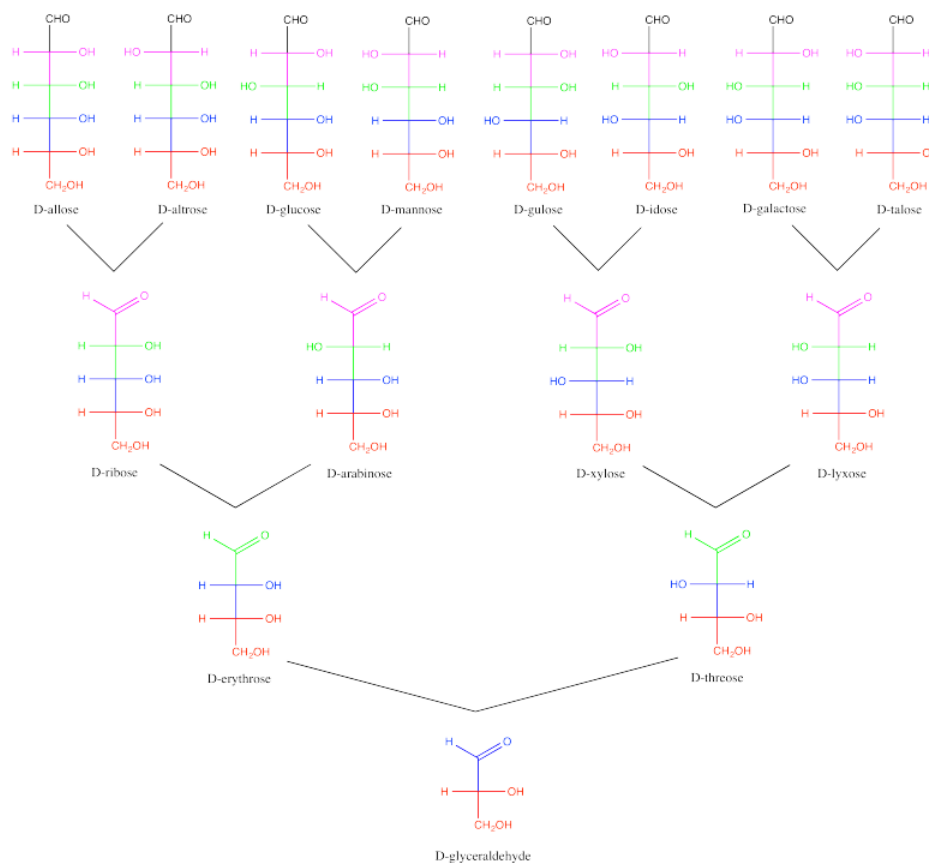 CHO CHO CHO CHO CHO CHO CHO CHO
H OH HO H H OH HO H H OH HO H H OH HO H
H OH H OH HO H HO H H OH H OH HO H HO H
H OH H OH H OH H OH HO H HO H HO H HO H
H OH H OH H OH H OH H OH H OH H OH H
CH₂OH CH₂OH CH₂OH CH₂OH CH₂OH CH₂OH CH₂OH CH₂OH
D-allose D-altrose D-glucose D-mannose D-gulose D-idose D-galactose D-talose
H O H O H O H O
H OH HO H H OH HO H
H OH H OH HO H HO H
H OH H OH H OH H OH
CH₂OH CH₂OH CH₂OH CH₂OH
D-ribose D-arabinose D-xylose D-lyxose
H O H O
H OH HO H
H OH H OH
CH₂OH CH₂OH
D-erythrose D-threose
H O
H OH
CH₂OH
D-glyceraldehyde